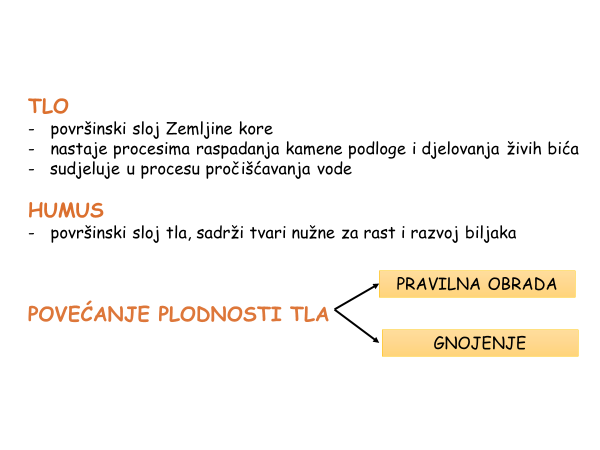 TLO
- površinski sloj Zemljine kore
- nastaje procesima raspadanja kamene podloge i djelovanja živih bića
- sudjeluje u procesu pročišćavanja vode
HUMUS
- površinski sloj tla, sadrži tvari nužne za rast i razvoj biljaka
PRAVILNA OBRADA
POVEĆANJE PLODNOSTI TLA
GNOJENJE